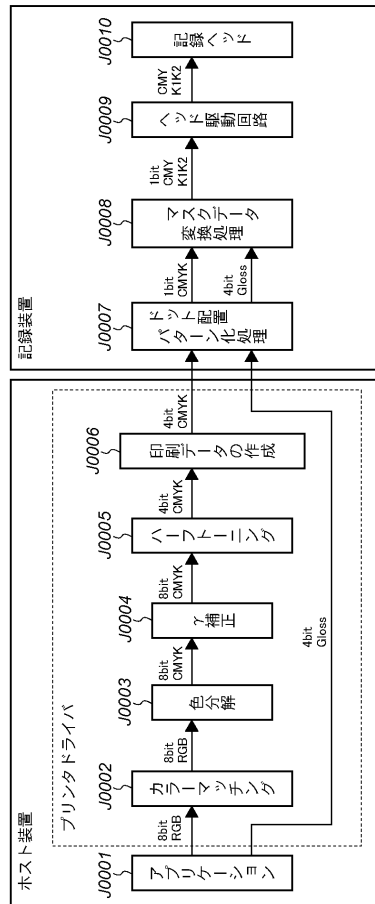 ホスト装置
プリンタドライバ
J0001
アプリケーション
8bit
RGB
J0002
カラーマッチング
8bit
RGB
J0003
色分解
8bit
CMYK
J0004
γ補正
8bit
CMYK
J0005
ハーフトーニング
4bit
CMYK
J0006
印刷データの作成
4bit
CMYK
4bit
Gloss
記録装置
J0007
ドット配置
パターン化処理
1bit
CMYK
4bit
Gloss
J0008
マスクデータ
変換処理
1bit
CMY
K1K2
J0009
ヘッド駆動回路
CMY
K1K2
J0010
記録ヘッド